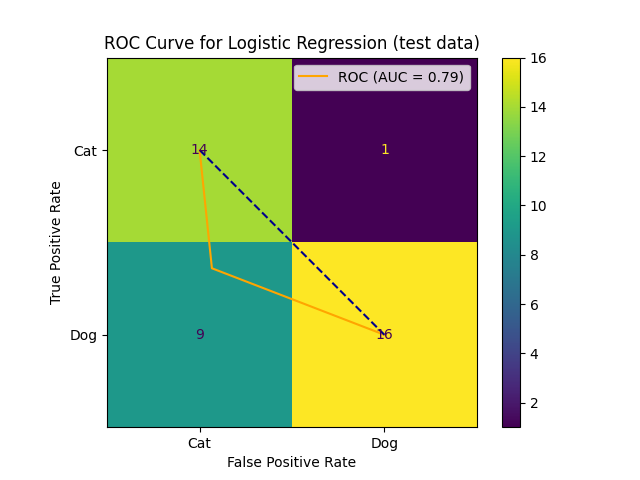 ROC Curve for Logistic Regression (test data)
ROC (AUC = 0.79)
True Positive Rate
Cat
Dog
14
1
9
16
Cat
Dog
False Positive Rate
16
14
12
10
8
6
4
2